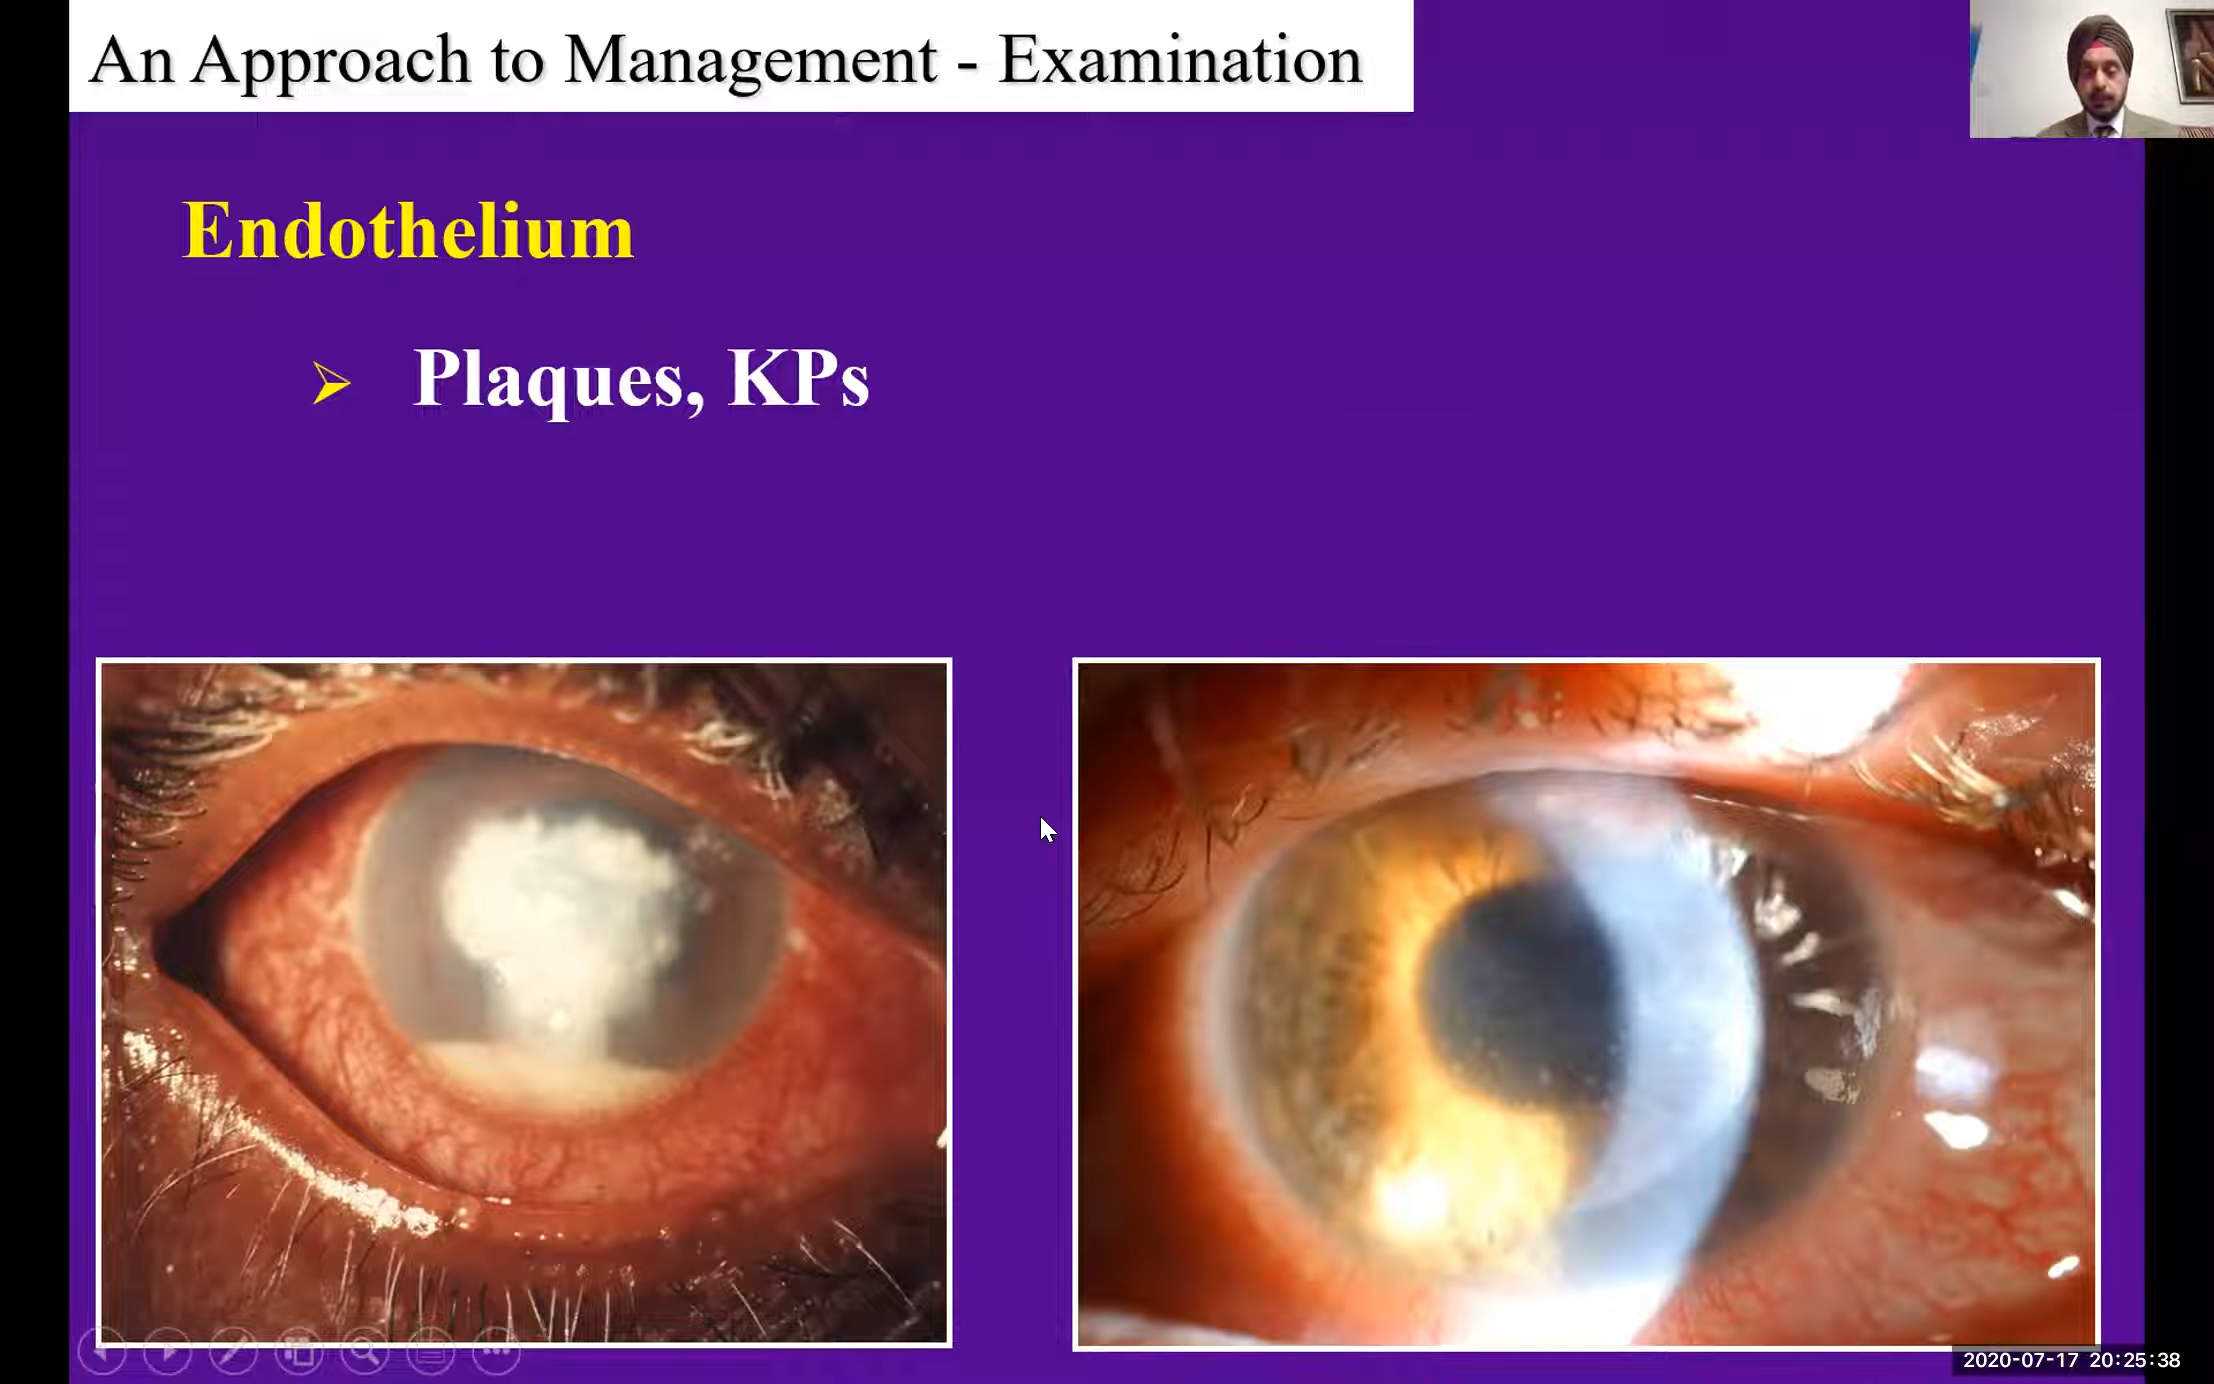 An Approach to Management - Examination
Endothelium
Plaques, KPs
2020-07-17 20:25:38